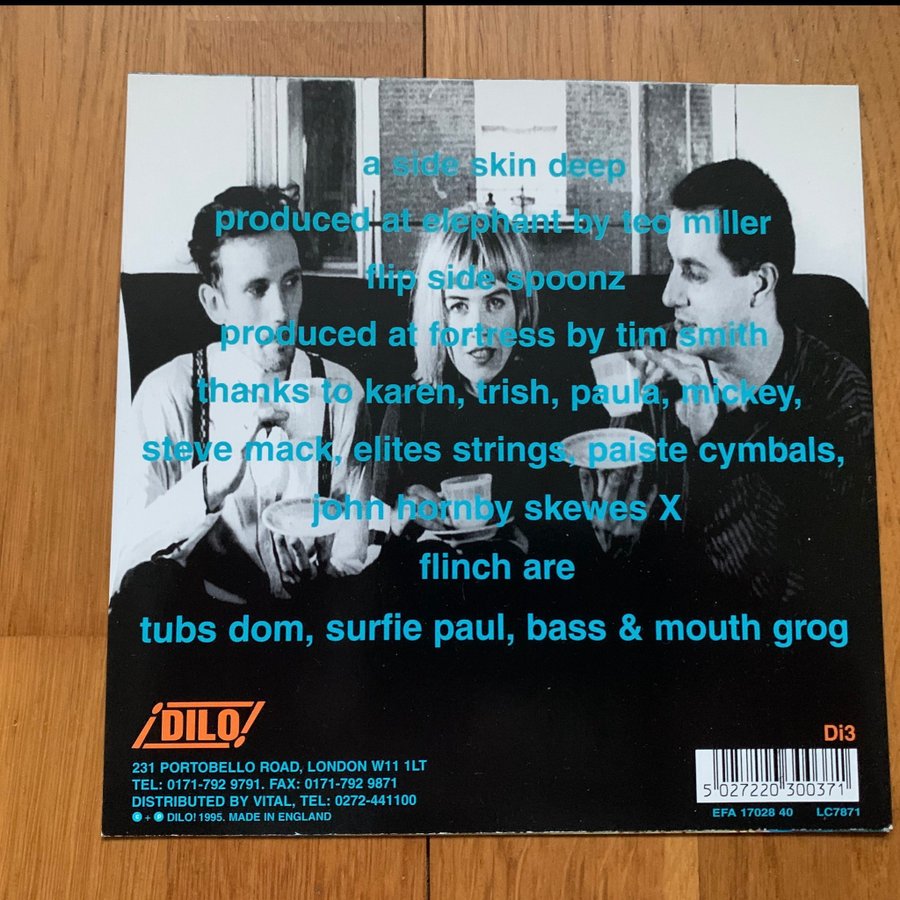 a side skin deep
produced at elephant by teo miller
flip side spoonz
produced at fortress by tim smith
thanks to karen, trish, paula, mickey,
steve mack, elites strings, paiste cymbals,
john hornby skewes X
flinch are
tubs dom, surfie paul, bass & mouth grog
¡DILO!
231 PORTOBELLO ROAD, LONDON W11 1LT
TEL: 0171-792 9791. FAX: 0171-792 9871
DISTRIBUTED BY VITAL, TEL: 0272-441100
© + ℗ DILO! 1995. MADE IN ENGLAND
Di3
5 027220 300371
EFA 17028 40 LC7871